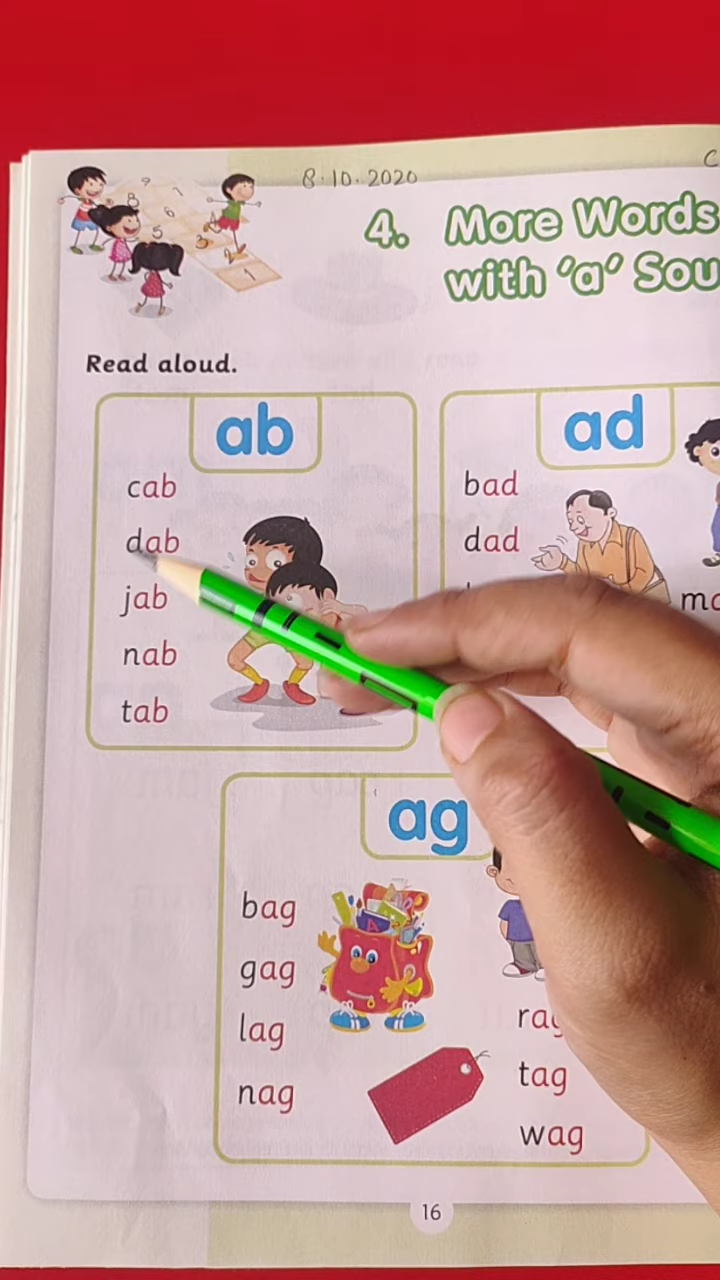 8.10.2020
C
4. More Words
with 'a' Sou
Read aloud.
ab
cab
dab
jab
nab
tab
ad
bad
dad
ag
bag
gag
lag
nag
tag
wag
16